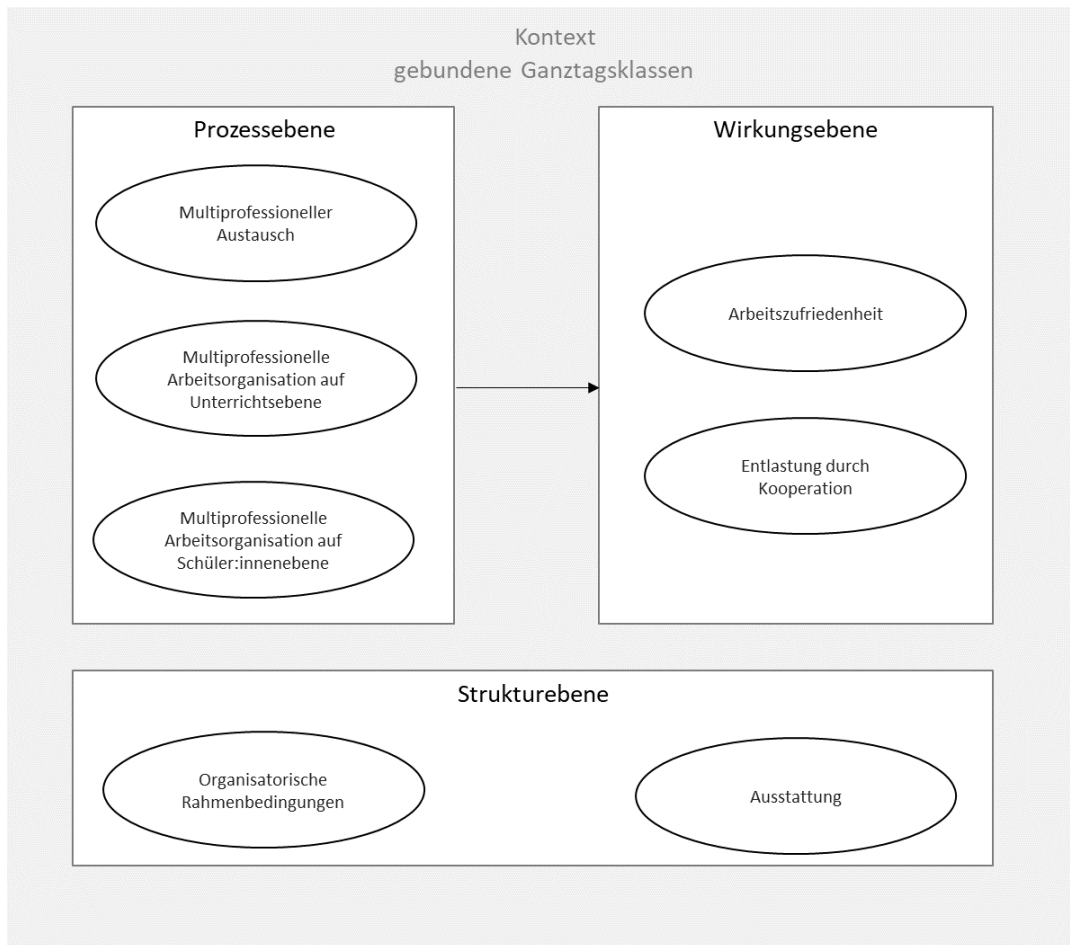 Kontext
gebundene Ganztagsklassen
Prozessebene
Multiprofessioneller
Austausch
Multiprofessionelle
Arbeitsorganisation auf
Unterrichtsebene
Multiprofessionelle
Arbeitsorganisation auf
Schüler:innenebene
Wirkungsebene
Arbeitszufriedenheit
Entlastung durch
Kooperation
Strukturebene
Organisatorische
Rahmenbedingungen
Ausstattung